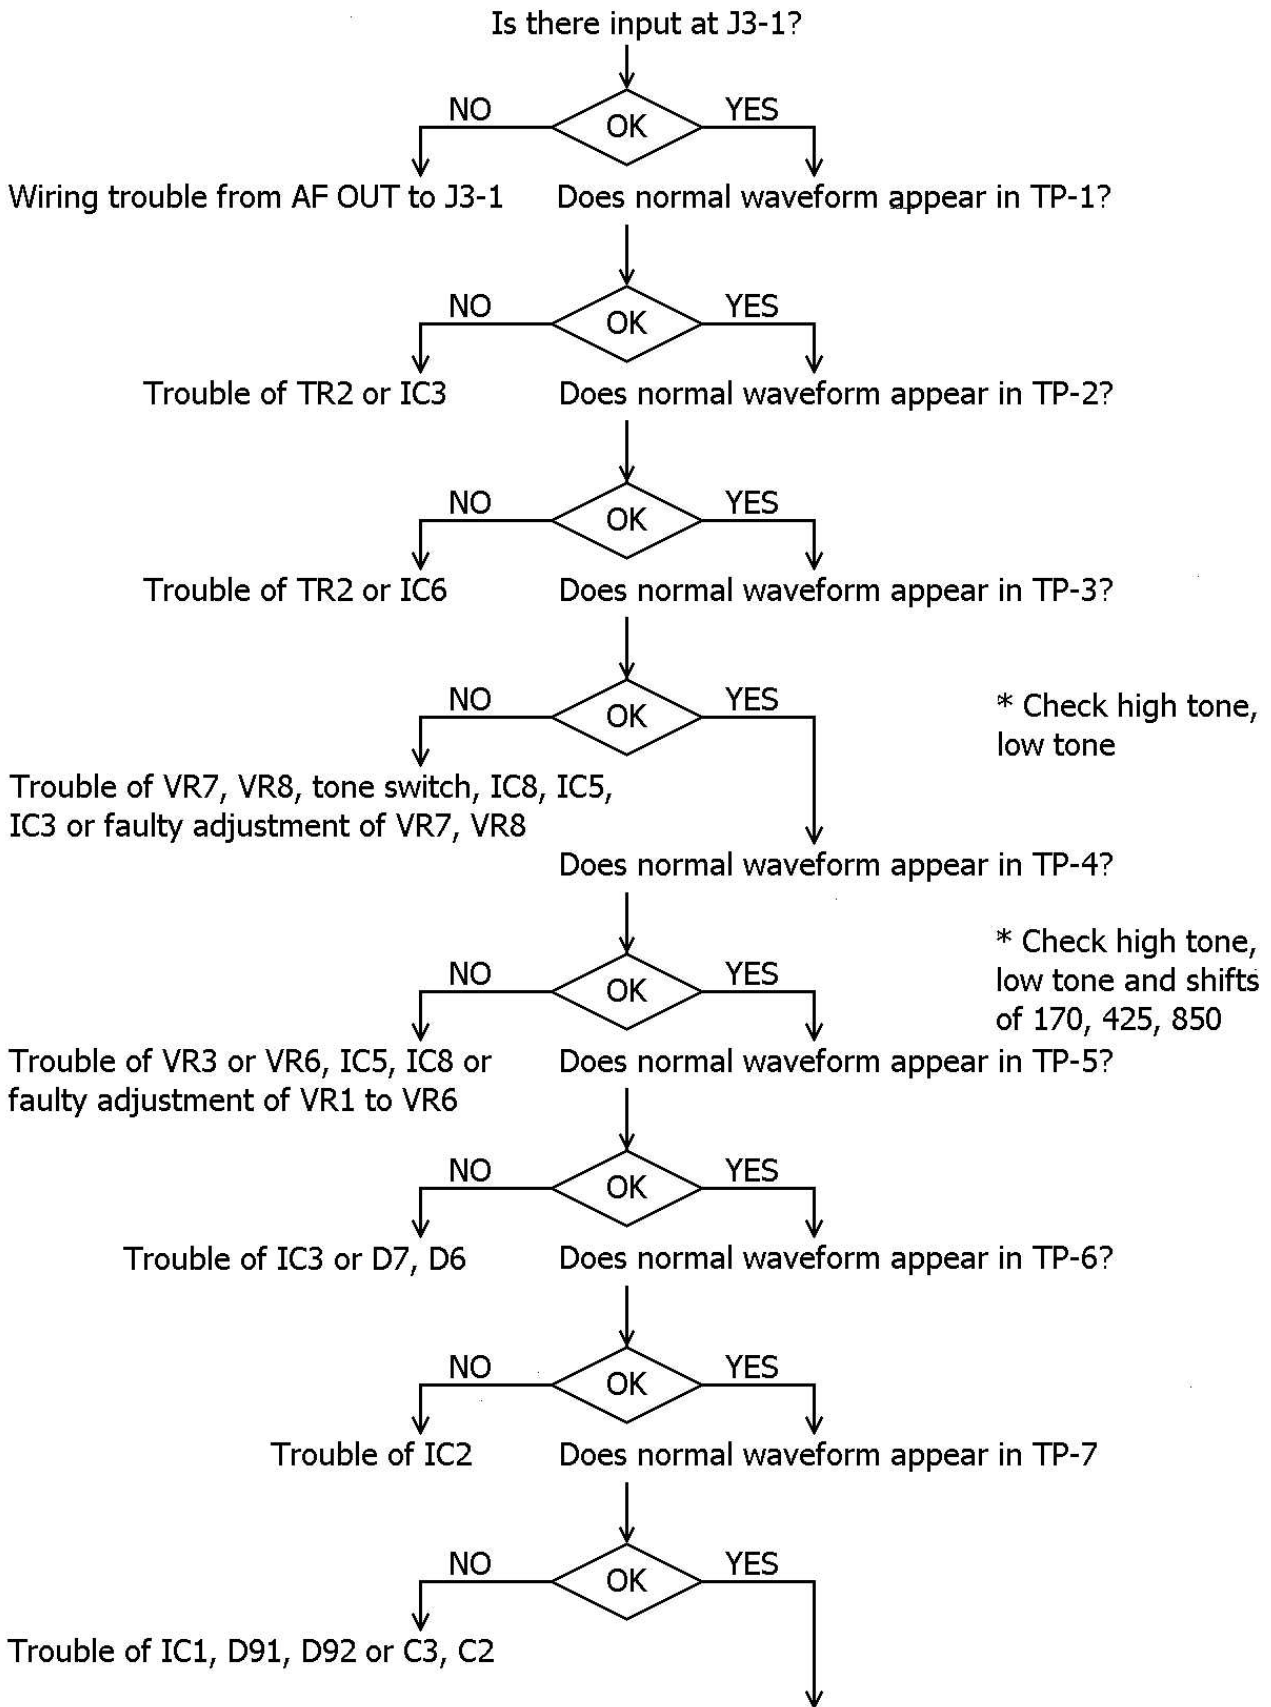 Is there input at J3-1?
NO
OK
YES
Wiring trouble from AF OUT to J3-1
Does normal waveform appear in TP-1?
NO
OK
YES
Trouble of TR2 or IC3
Does normal waveform appear in TP-2?
NO
OK
YES
Trouble of TR2 or IC6
Does normal waveform appear in TP-3?
NO
OK
YES
* Check high tone,
low tone
Trouble of VR7, VR8, tone switch, IC8, IC5,
IC3 or faulty adjustment of VR7, VR8
Does normal waveform appear in TP-4?
NO
OK
YES
* Check high tone,
low tone and shifts
of 170, 425, 850
Trouble of VR3 or VR6, IC5, IC8 or
faulty adjustment of VR1 to VR6
Does normal waveform appear in TP-5?
NO
OK
YES
Trouble of IC3 or D7, D6
Does normal waveform appear in TP-6?
NO
OK
YES
Trouble of IC2
Does normal waveform appear in TP-7
NO
OK
YES
Trouble of IC1, D91, D92 or C3, C2